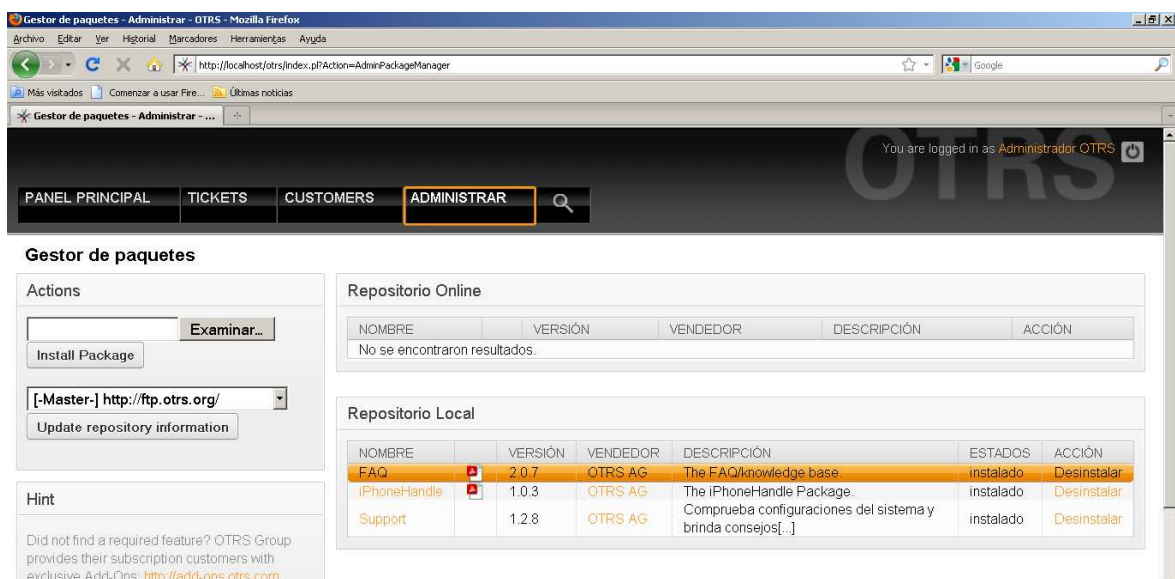 Gestor de paquetes - Administrar - OTRS - Mozilla Firefox
Archivo Editar Ver Historial Marcadores Herramientas Ayuda
http://localhost/otrs/index.pl?Action=AdminPackageManager
Google
Más visitados Comenzar a usar Fire... Últimas noticias
Gestor de paquetes - Administrar - ...
OTRS
You are logged in as Administrador OTRS
PANEL PRINCIPAL TICKETS CUSTOMERS ADMINISTRAR
Gestor de paquetes
Actions
Examinar...
Install Package
[-Master-] http://ftp.otrs.org/
Update repository information
Hint
Did not find a required feature? OTRS Group
provides their subscription customers with
exclusive Add-Ons: http://add-ons.otrs.com
Repositorio Online
NOMBRE VERSIÓN VENDEDOR DESCRIPCIÓN ACCIÓN
No se encontraron resultados.
Repositorio Local
NOMBRE VERSIÓN VENDEDOR DESCRIPCIÓN ESTADOS ACCIÓN
FAQ 2.0.7 OTRS AG The FAQ/knowledge base. instalado Desinstalar
iPhoneHandle 1.0.3 OTRS AG The iPhoneHandle Package. instalado Desinstalar
Support 1.2.8 OTRS AG Comprueba configuraciones del sistema y brinda consejos[...] instalado Desinstalar